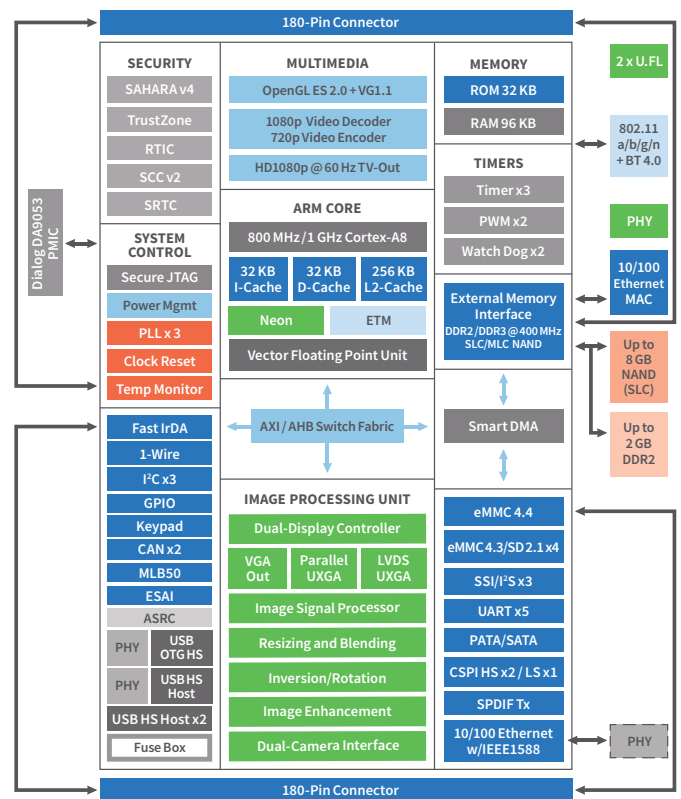 180-Pin Connector
SECURITY
SAHARA v4
TrustZone
RTIC
SCC v2
SRTC
SYSTEM
CONTROL
Secure JTAG
Power Mgmt
PLL x 3
Clock Reset
Temp Monitor
Dialog DA9053
PMIC
Fast IrDA
1-Wire
I²C x3
GPIO
Keypad
CAN x2
MLB50
ESAI
ASRC
PHY
USB
OTG HS
PHY
USB HS
Host
USB HS Host x2
Fuse Box
MULTIMEDIA
OpenGL ES 2.0 + VG1.1
1080p Video Decoder
720p Video Encoder
HD1080p @ 60 Hz TV-Out
ARM CORE
800 MHz/1 GHz Cortex-A8
32 KB
I-Cache
32 KB
D-Cache
256 KB
L2-Cache
Neon
ETM
Vector Floating Point Unit
AXI / AHB Switch Fabric
IMAGE PROCESSING UNIT
Dual-Display Controller
VGA
Out
Parallel
UXGA
LVDS
UXGA
Image Signal Processor
Resizing and Blending
Inversion/Rotation
Image Enhancement
Dual-Camera Interface
MEMORY
ROM 32 KB
RAM 96 KB
TIMERS
Timer x3
PWM x2
Watch Dog x2
External Memory
Interface
DDR2/DDR3 @ 400 MHz
SLC/MLC NAND
Smart DMA
eMMC 4.4
eMMC 4.3/SD 2.1 x4
SSI/I²S x3
UART x5
PATA/SATA
CSPI HS x2 / LS x1
SPDIF Tx
10/100 Ethernet
w/IEEE1588
2 x U.FL
802.11
a/b/g/n
+ BT 4.0
PHY
10/100
Ethernet
MAC
Up to
8 GB
NAND
(SLC)
Up to
2 GB
DDR2
PHY
180-Pin Connector